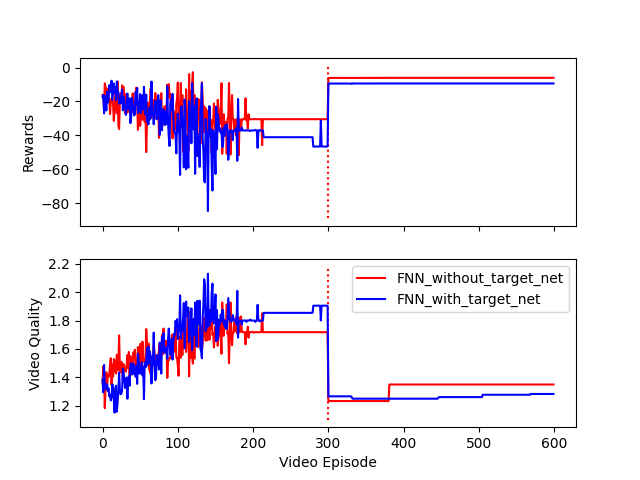 0
−20
−40
−60
−80
Rewards
2.2
2.0
1.8
1.6
1.4
1.2
Video Quality
FNN_without_target_net
FNN_with_target_net
0 100 200 300 400 500 600
Video Episode